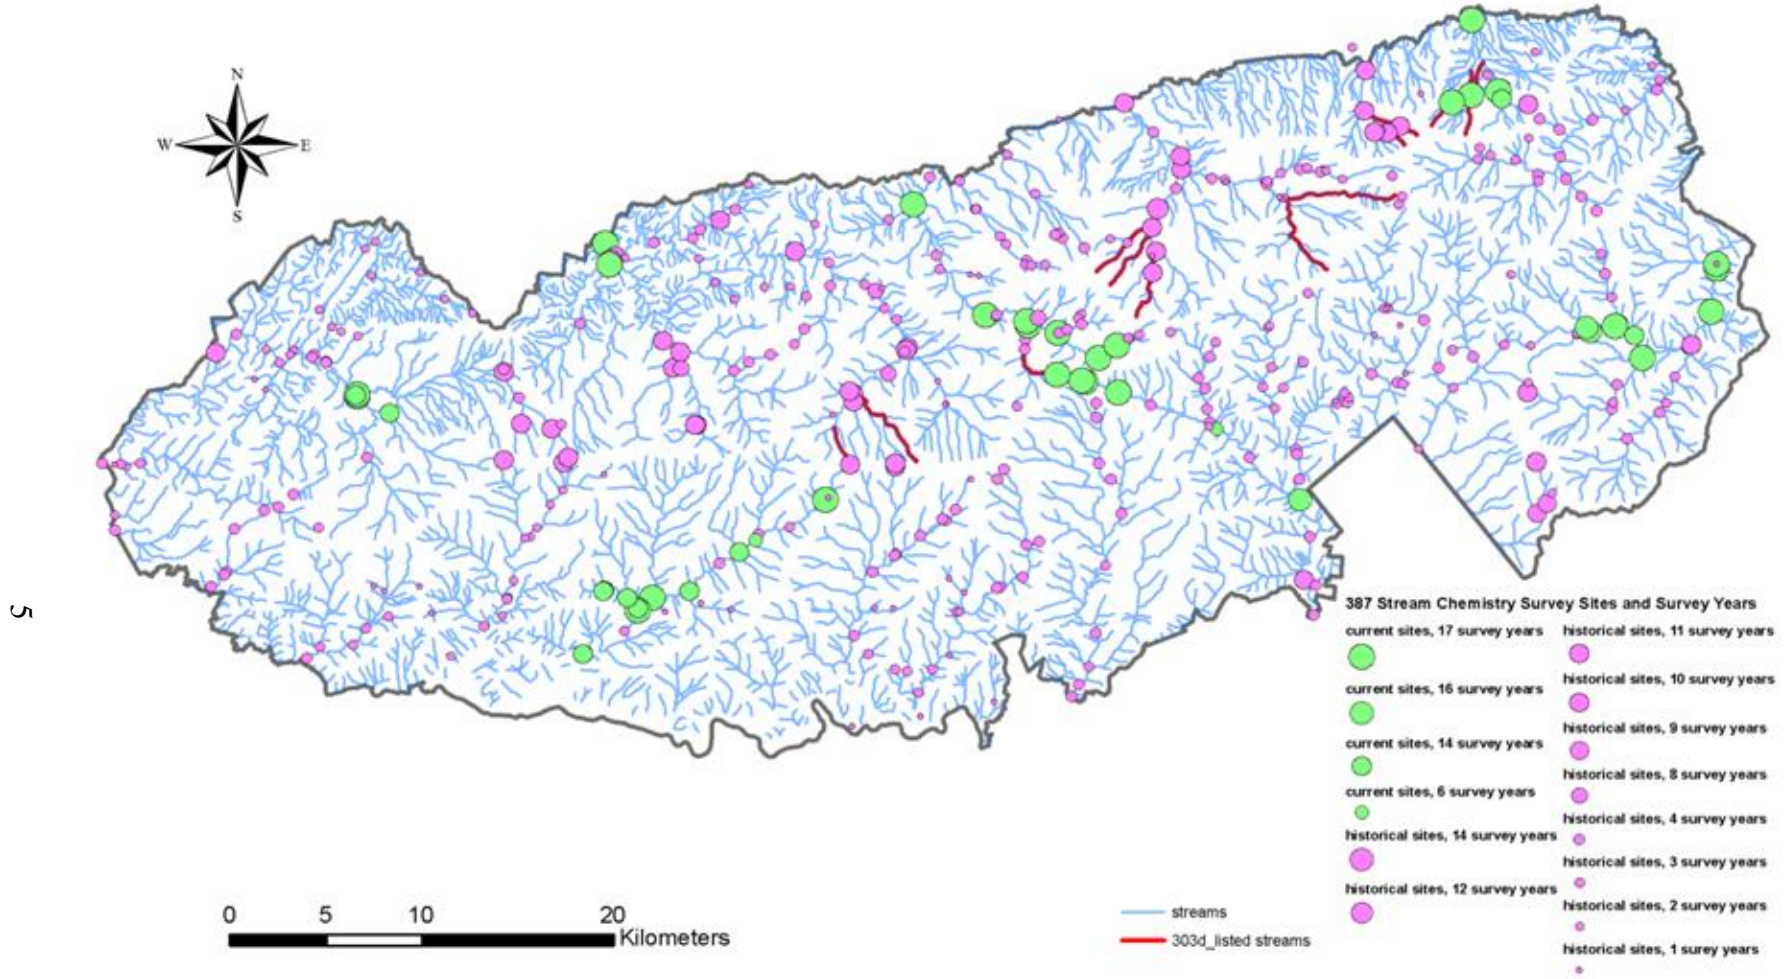 N
W E
S
5
387 Stream Chemistry Survey Sites and Survey Years
current sites, 17 survey years
current sites, 16 survey years
current sites, 14 survey years
current sites, 6 survey years
historical sites, 14 survey years
historical sites, 12 survey years
historical sites, 11 survey years
historical sites, 10 survey years
historical sites, 9 survey years
historical sites, 8 survey years
historical sites, 4 survey years
historical sites, 3 survey years
historical sites, 2 survey years
historical sites, 1 surey years
0 5 10 20
Kilometers
streams
303d_listed streams